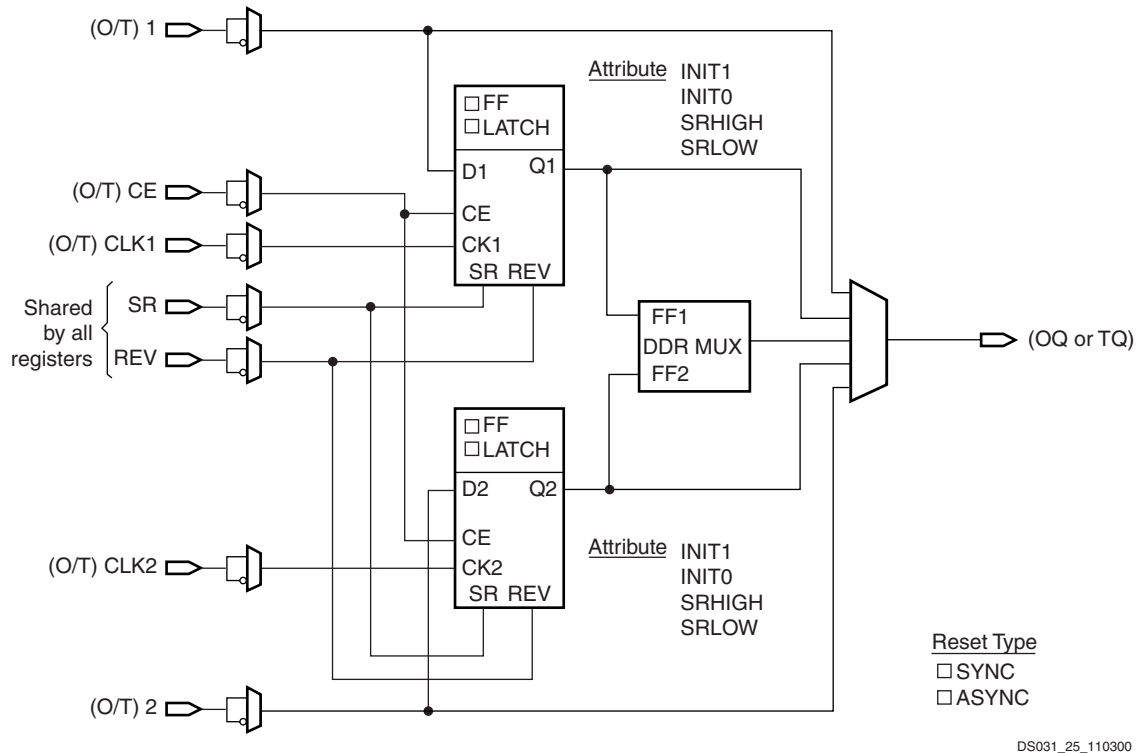 (O/T) 1
Attribute INIT1
INIT0
SRHIGH
SRLOW
FF
LATCH
D1 Q1
(O/T) CE
CE
(O/T) CLK1
CK1
SR REV
Shared
by all
registers
SR
REV
FF1
DDR MUX
FF2
(OQ or TQ)
FF
LATCH
D2 Q2
CE
(O/T) CLK2
CK2
SR REV
Attribute INIT1
INIT0
SRHIGH
SRLOW
Reset Type
SYNC
ASYNC
(O/T) 2
DS031_25_110300